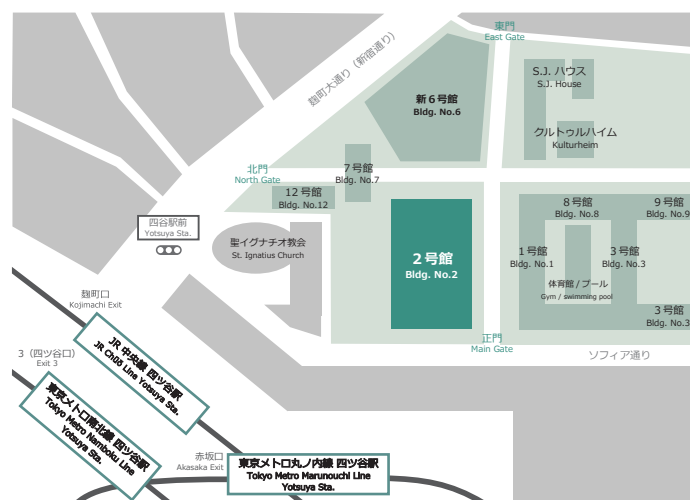 東門
East Gate
麹町大通り（新宿通り）
S.J. ハウス
S.J. House
新６号館
Bldg. No.6
クルトゥルハイム
Kulturheim
北門
North Gate
７号館
Bldg. No.7
12号館
Bldg. No.12
８号館
Bldg. No.8
９号館
Bldg. No.9
四谷駅前
Yotsuya Sta.
聖イグナチオ教会
St. Ignatius Church
２号館
Bldg. No.2
１号館
Bldg. No.1
３号館
Bldg. No.3
体育館 / プール
Gym / swimming pool
麹町口
Kojimachi Exit
３号館
Bldg. No.3
正門
Main Gate
ソフィア通り
3（四ツ谷口）
Exit 3
JR 中央線 四ツ谷駅
JR Chūō Line Yotsuya Sta.
東京メトロ南北線 四ツ谷駅
Tokyo Metro Namboku Line
Yotsuya Sta.
赤坂口
Akasaka Exit
東京メトロ丸ノ内線 四ツ谷駅
Tokyo Metro Marunouchi Line
Yotsuya Sta.